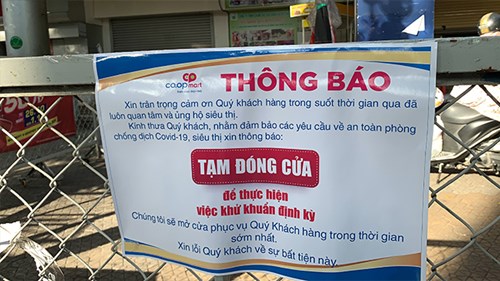 co.opmart
THÔNG BÁO
Xin trân trọng cảm ơn Quý khách hàng trong suốt thời gian qua đã
luôn quan tâm và ủng hộ siêu thị.
Kính thưa Quý khách, nhằm đảm bảo các yêu cầu về an toàn phòng
chống dịch Covid-19, siêu thị xin thông báo:
TẠM ĐÓNG CỬA
để thực hiện
việc khử khuẩn định kỳ
Chúng tôi sẽ mở cửa phục vụ Quý Khách hàng trong thời gian
sớm nhất.
Xin lỗi Quý khách về sự bất tiện này.